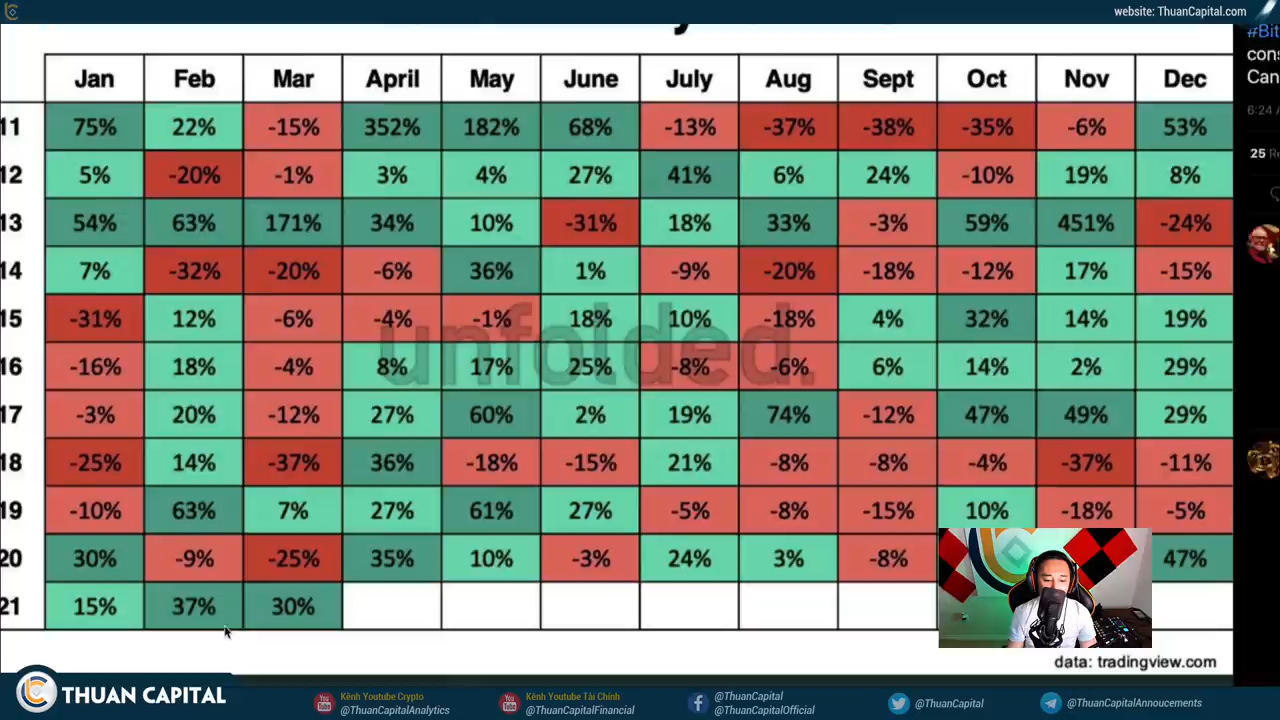 website: ThuanCapital.com
#Bit
cons
Can
6:24
25 Re
Jan Feb Mar April May June July Aug Sept Oct Nov Dec
11 75% 22% -15% 352% 182% 68% -13% -37% -38% -35% -6% 53%
12 5% -20% -1% 3% 4% 27% 41% 6% 24% -10% 19% 8%
13 54% 63% 171% 34% 10% -31% 18% 33% -3% 59% 451% -24%
14 7% -32% -20% -6% 36% 1% -9% -20% -18% -12% 17% -15%
15 -31% 12% -6% -4% -1% 18% 10% -18% 4% 32% 14% 19%
16 -16% 18% -4% 8% 17% 25% -8% -6% 6% 14% 2% 29%
17 -3% 20% -12% 27% 60% 2% 19% 74% -12% 47% 49% 29%
18 -25% 14% -37% 36% -18% -15% 21% -8% -8% -4% -37% -11%
19 -10% 63% 7% 27% 61% 27% -5% -8% -15% 10% -18% -5%
20 30% -9% -25% 35% 10% -3% 24% 3% -8% 47%
21 15% 37% 30%
unfolded.
data: tradingview.com
THUAN CAPITAL
Kênh Youtube Crypto
@ThuanCapitalAnalytics
Kênh Youtube Tài Chính
@ThuanCapitalFinancial
@ThuanCapital
@ThuanCapitalOfficial
@ThuanCapital
@ThuanCapitalAnnoucements